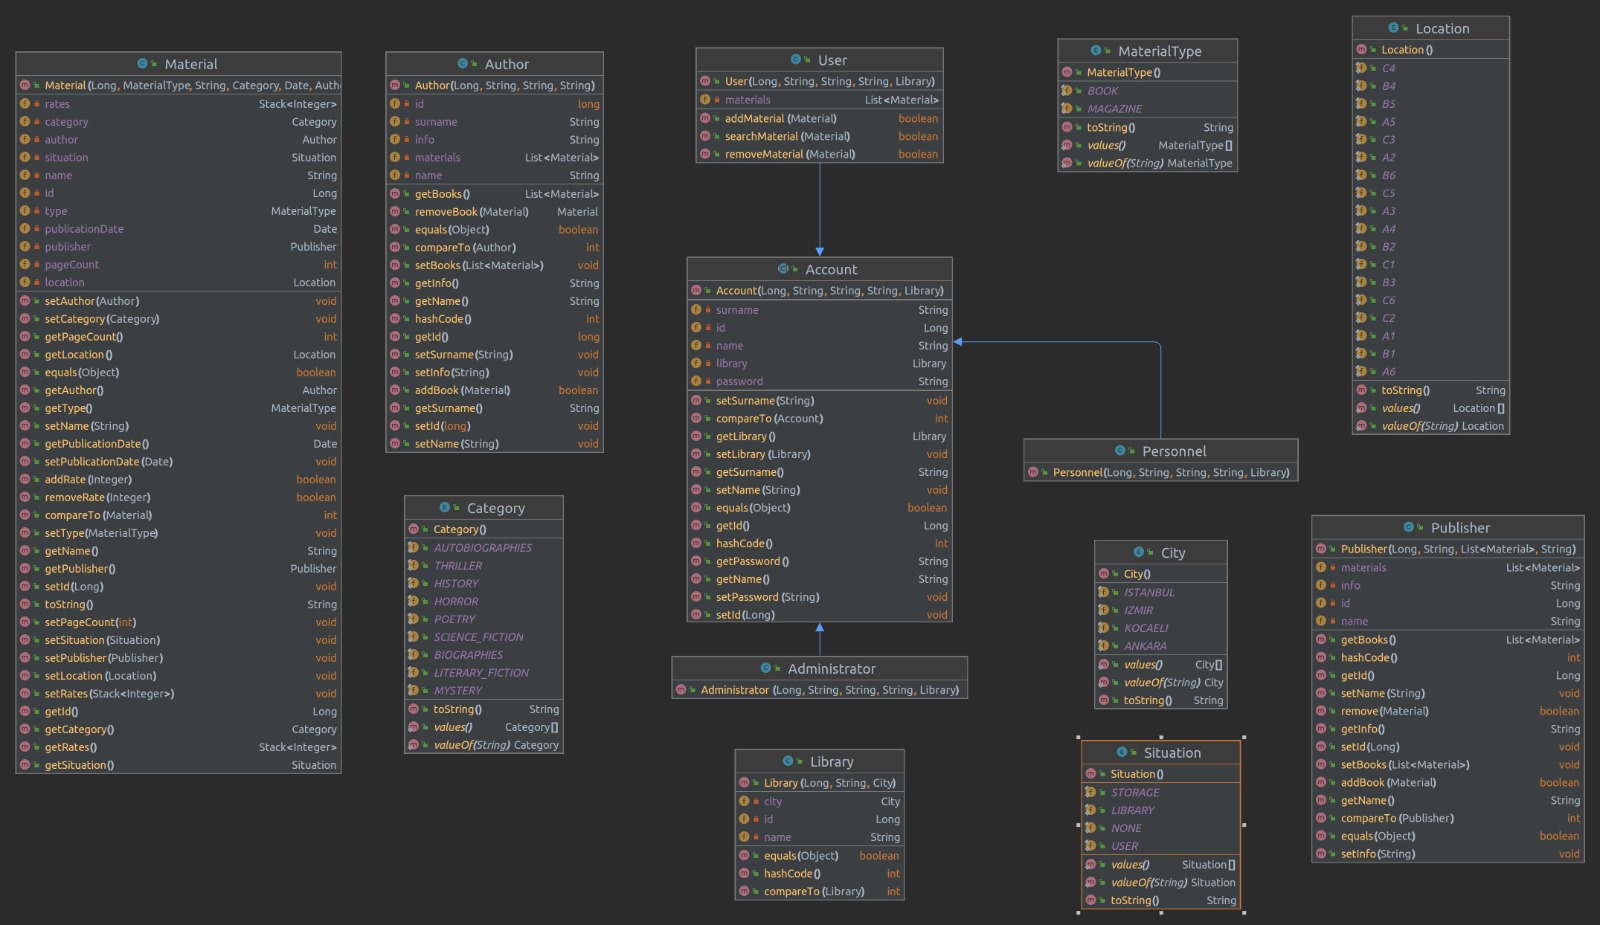 Material
Material(Long, MaterialType, String, Category, Date, Auth
rates Stack<Integer>
category Category
author Author
situation Situation
name String
id Long
type MaterialType
publicationDate Date
publisher Publisher
pageCount int
location Location
setAuthor(Author) void
setCategory(Category) void
getPageCount() int
getLocation() Location
equals(Object) boolean
getAuthor() Author
getType() MaterialType
setName(String) void
getPublicationDate() Date
setPublicationDate(Date) void
addRate(Integer) boolean
removeRate(Integer) boolean
compareTo(Material) int
setType(MaterialType) void
getName() String
getPublisher() Publisher
setId(Long) void
toString() String
setPageCount(int) void
setSituation(Situation) void
setPublisher(Publisher) void
setLocation(Location) void
setRates(Stack<Integer>) void
getId() Long
getCategory() Category
getRates() Stack<Integer>
getSituation() Situation
Author
Author(Long, String, String, String)
id long
surname String
info String
materials List<Material>
name String
getBooks() List<Material>
removeBook(Material) Material
equals(Object) boolean
compareTo(Author) int
setBooks(List<Material>) void
getInfo() String
getName() String
hashCode() int
getId() long
setSurname(String) void
setInfo(String) void
addBook(Material) boolean
getSurname() String
setId(long) void
setName(String) void
Category
Category()
AUTOBIOGRAPHIES
THRILLER
HISTORY
HORROR
POETRY
SCIENCE_FICTION
BIOGRAPHIES
LITERARY_FICTION
MYSTERY
toString() String
values() Category[]
valueOf(String) Category
User
User(Long, String, String, String, Library)
materials List<Material>
addMaterial(Material) boolean
searchMaterial(Material) boolean
removeMaterial(Material) boolean
Account
Account(Long, String, String, String, Library)
surname String
id Long
name String
library Library
password String
setSurname(String) void
compareTo(Account) int
getLibrary() Library
setLibrary(Library) void
getSurname() String
setName(String) void
equals(Object) boolean
getId() Long
hashCode() int
getPassword() String
getName() String
setPassword(String) void
setId(Long) void
Administrator
Administrator(Long, String, String, String, Library)
Library
Library(Long, String, City)
city City
id Long
name String
equals(Object) boolean
hashCode() int
compareTo(Library) int
MaterialType
MaterialType()
BOOK
MAGAZINE
toString() String
values() MaterialType[]
valueOf(String) MaterialType
Personnel
Personnel(Long, String, String, String, Library)
City
City()
ISTANBUL
IZMIR
KOCAELI
ANKARA
values() City[]
valueOf(String) City
toString() String
Situation
Situation()
STORAGE
LIBRARY
NONE
USER
values() Situation[]
valueOf(String) Situation
toString() String
Location
Location()
C4
B4
B5
A5
C3
A2
B6
C5
A3
A4
B2
C1
B3
C6
C2
A1
B1
A6
toString() String
values() Location[]
valueOf(String) Location
Publisher
Publisher(Long, String, List<Material>, String)
materials List<Material>
info String
id Long
name String
getBooks() List<Material>
hashCode() int
getId() Long
setName(String) void
remove(Material) boolean
getInfo() String
setId(Long) void
setBooks(List<Material>) void
addBook(Material) boolean
getName() String
compareTo(Publisher) int
equals(Object) boolean
setInfo(String) void